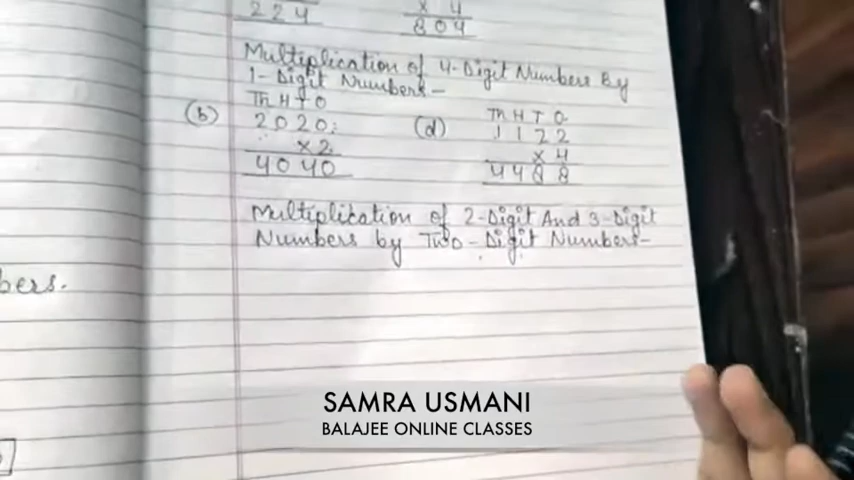 224
× 4
804
Multiplication of 4-Digit Numbers By
1-Digit Numbers-
(b) Th H T O
2020
×2
4040
(d) Th H T O
1122
×4
4488
Multiplication of 2-Digit And 3-Digit
Numbers by Two-Digit Numbers-
bers.
SAMRA USMANI
BALAJEE ONLINE CLASSES